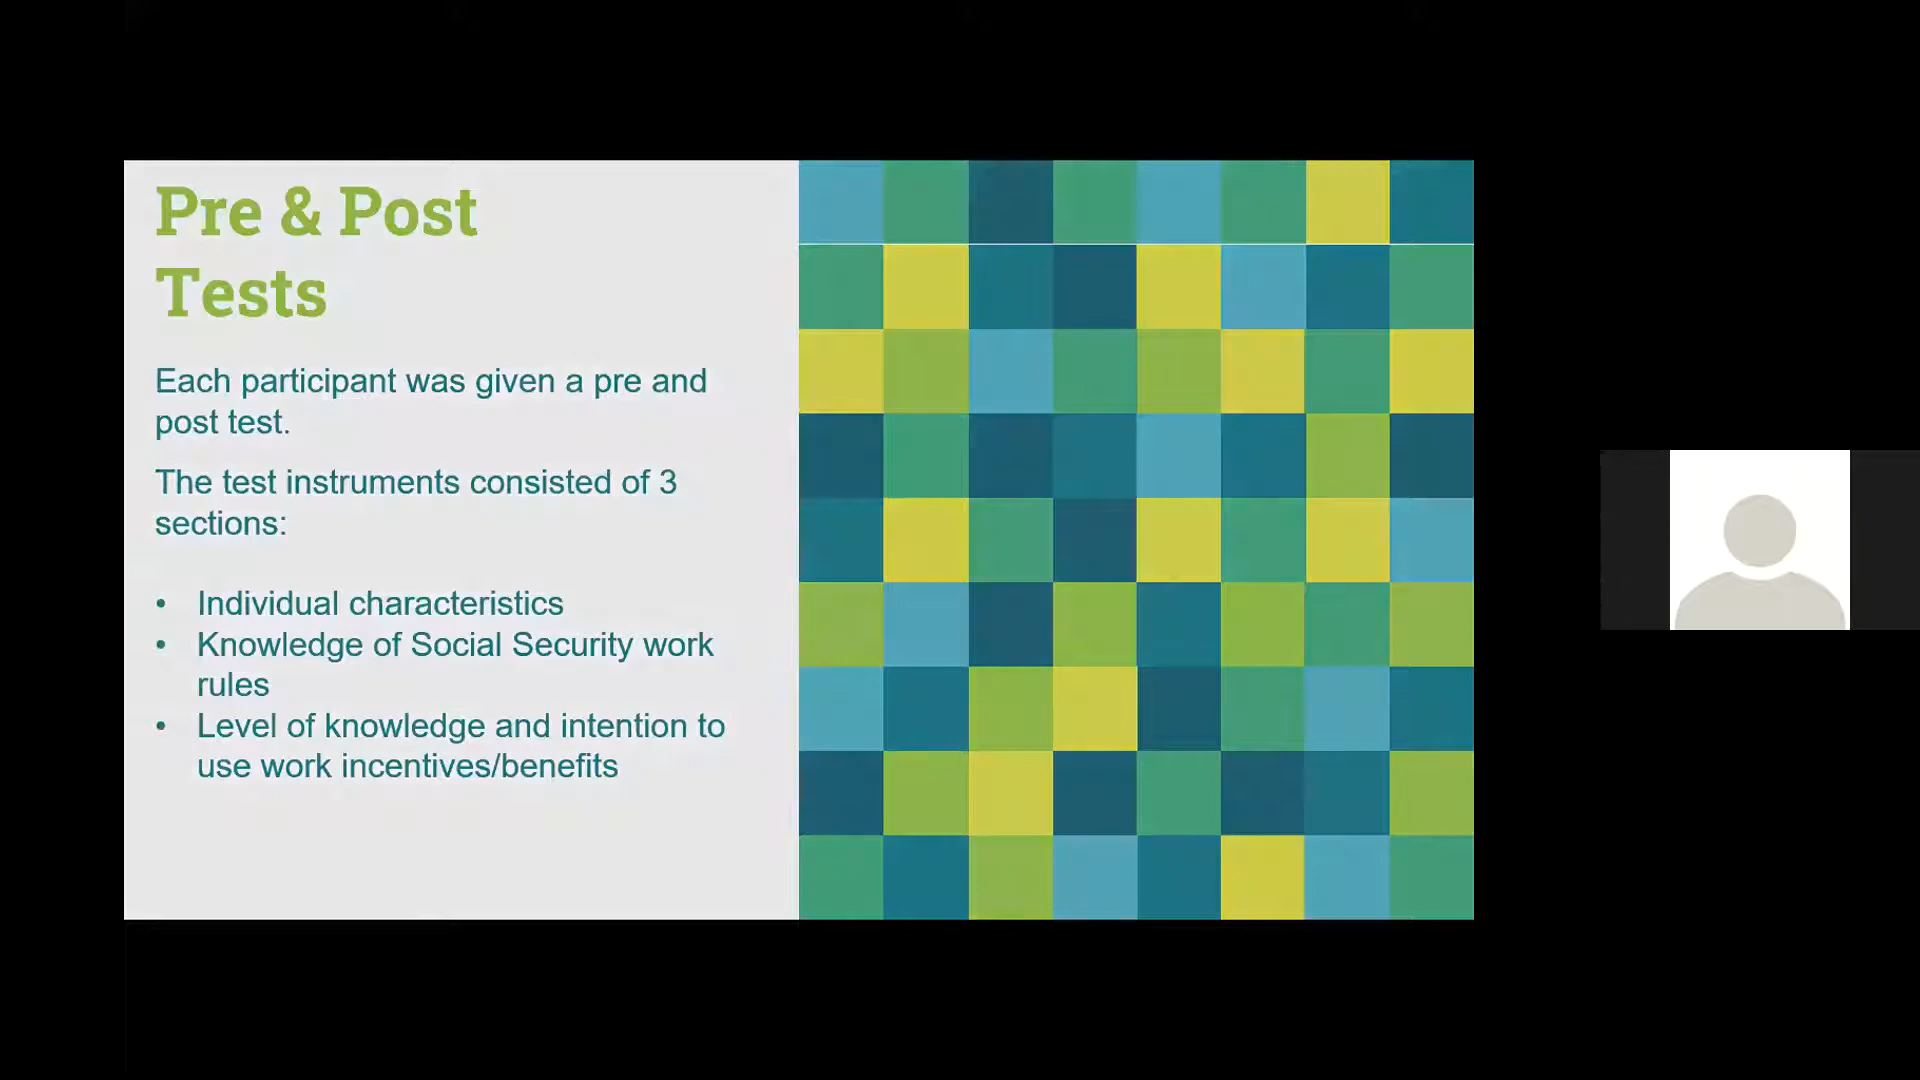 Pre & Post
Tests
Each participant was given a pre and
post test.
The test instruments consisted of 3
sections:
• Individual characteristics
• Knowledge of Social Security work
rules
• Level of knowledge and intention to
use work incentives/benefits